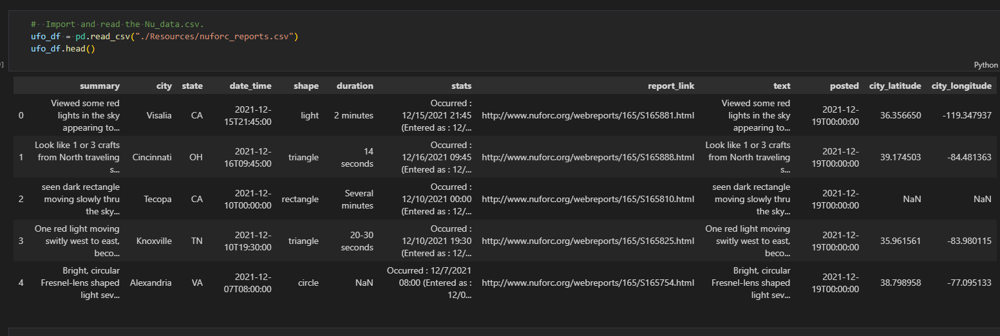 #  Import and read the Nu_data.csv.
ufo_df = pd.read_csv("./Resources/nuforc_reports.csv")
ufo_df.head()
Python
summary city state date_time shape duration stats report_link text posted city_latitude city_longitude
0 Viewed some red lights in the sky appearing to... Visalia CA 2021-12-15T21:45:00 light 2 minutes Occurred : 12/15/2021 21:45 (Entered as : 12/... http://www.nuforc.org/webreports/165/S165881.html Viewed some red lights in the sky appearing to... 2021-12-19T00:00:00 36.356650 -119.347937
1 Look like 1 or 3 crafts from North traveling s... Cincinnati OH 2021-12-16T09:45:00 triangle 14 seconds Occurred : 12/16/2021 09:45 (Entered as : 12/... http://www.nuforc.org/webreports/165/S165888.html Look like 1 or 3 crafts from North traveling s... 2021-12-19T00:00:00 39.174503 -84.481363
2 seen dark rectangle moving slowly thru the sky... Tecopa CA 2021-12-10T00:00:00 rectangle Several minutes Occurred : 12/10/2021 00:00 (Entered as : 12/... http://www.nuforc.org/webreports/165/S165810.html seen dark rectangle moving slowly thru the sky... 2021-12-19T00:00:00 NaN NaN
3 One red light moving switly west to east, beco... Knoxville TN 2021-12-10T19:30:00 triangle 20-30 seconds Occurred : 12/10/2021 19:30 (Entered as : 12/... http://www.nuforc.org/webreports/165/S165825.html One red light moving switly west to east, beco... 2021-12-19T00:00:00 35.961561 -83.980115
4 Bright, circular Fresnel-lens shaped light sev... Alexandria VA 2021-12-07T08:00:00 circle NaN Occurred : 12/7/2021 08:00 (Entered as : 12/0... http://www.nuforc.org/webreports/165/S165754.html Bright, circular Fresnel-lens shaped light sev... 2021-12-19T00:00:00 38.798958 -77.095133